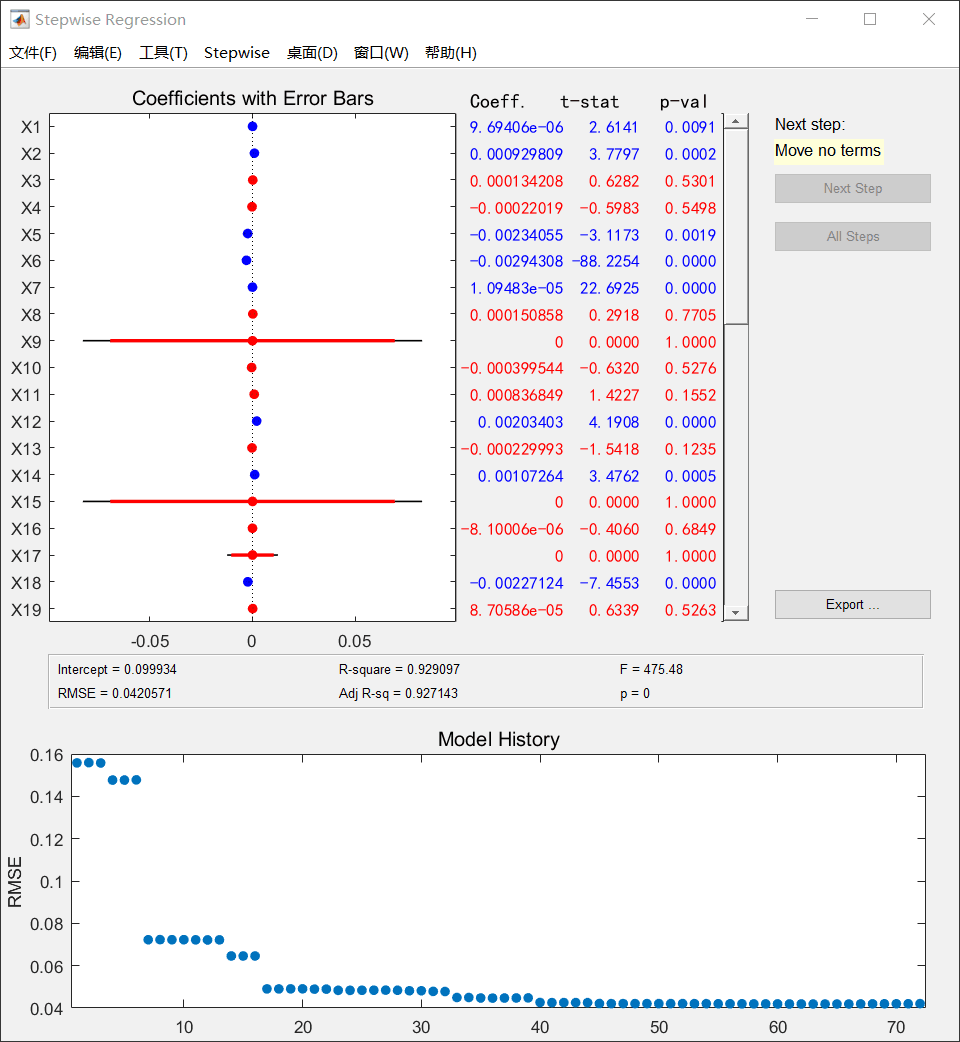 Stepwise Regression
文件(F) 编辑(E) 工具(T) Stepwise 桌面(D) 窗口(W) 帮助(H)
Coefficients with Error Bars
Coeff. t-stat p-val
X1 9.69406e-06 2.6141 0.0091
X2 0.000929809 3.7797 0.0002
X3 0.000134208 0.6282 0.5301
X4 -0.00022019 -0.5983 0.5498
X5 -0.00234055 -3.1173 0.0019
X6 -0.00294308 -88.2254 0.0000
X7 1.09483e-05 22.6925 0.0000
X8 0.000150858 0.2918 0.7705
X9 0 0.0000 1.0000
X10 -0.000399544 -0.6320 0.5276
X11 0.000836849 1.4227 0.1552
X12 0.00203403 4.1908 0.0000
X13 -0.000229993 -1.5418 0.1235
X14 0.00107264 3.4762 0.0005
X15 0 0.0000 1.0000
X16 -8.10006e-06 -0.4060 0.6849
X17 0 0.0000 1.0000
X18 -0.00227124 -7.4553 0.0000
X19 8.70586e-05 0.6339 0.5263
-0.05 0 0.05
Next step:
Move no terms
Next Step
All Steps
Export ...
Intercept = 0.099934 R-square = 0.929097 F = 475.48
RMSE = 0.0420571 Adj R-sq = 0.927143 p = 0
Model History
RMSE
0.16
0.14
0.12
0.1
0.08
0.06
0.04
10 20 30 40 50 60 70